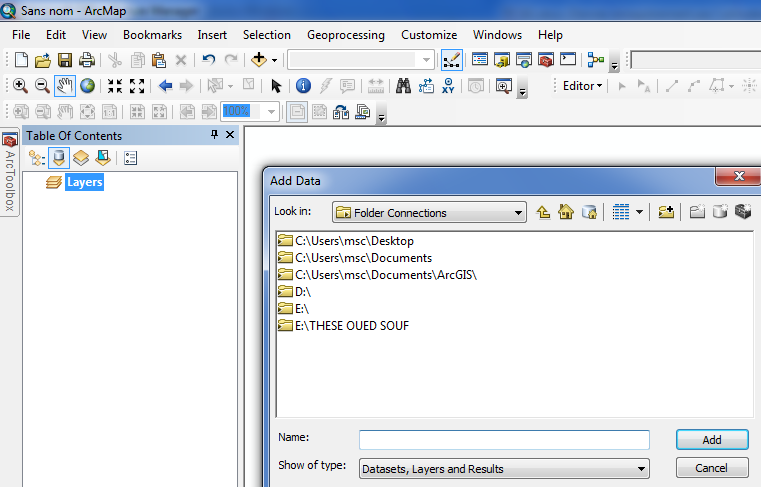 Sans nom - ArcMap
File Edit View Bookmarks Insert Selection Geoprocessing Customize Windows Help
Editor
100%
Table Of Contents
ArcToolbox
Layers
Add Data
Look in: Folder Connections
C:\Users\msc\Desktop
C:\Users\msc\Documents
C:\Users\msc\Documents\ArcGIS\
D:\
E:\
E:\THESE OUED SOUF
Name:
Add
Show of type: Datasets, Layers and Results
Cancel